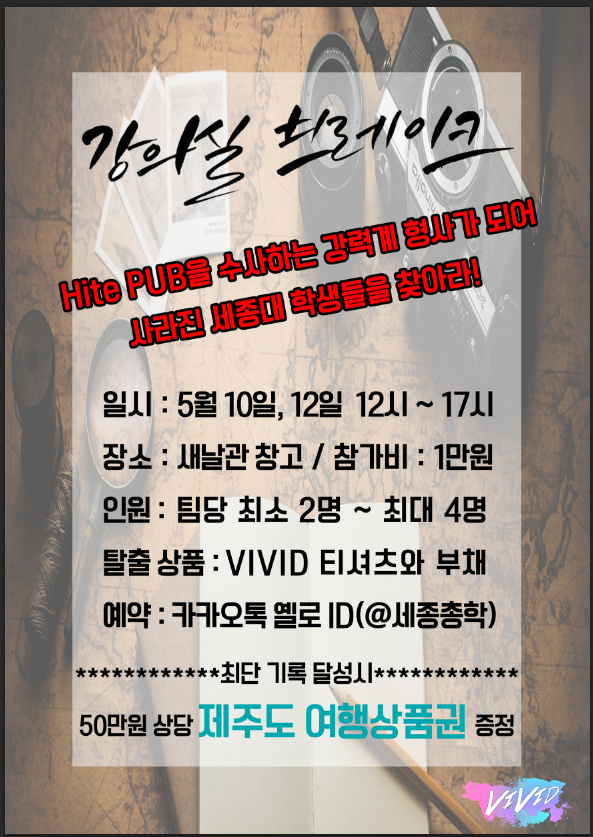 강의실 브레이크
Hite PUB을 수사하는 강력계 형사가 되어
사라진 세종대 학생들을 찾아라!
일시 : 5월 10일, 12일 12시 ~ 17시
장소 : 새날관 창고 / 참가비 : 1만원
인원 : 팀당 최소 2명 ~ 최대 4명
탈출 상품 : VIVID 티셔츠와 부채
예약 : 카카오톡 옐로 ID(@세종총학)
************최단 기록 달성시************
50만원 상당 제주도 여행상품권 증정
VIVID
minolta